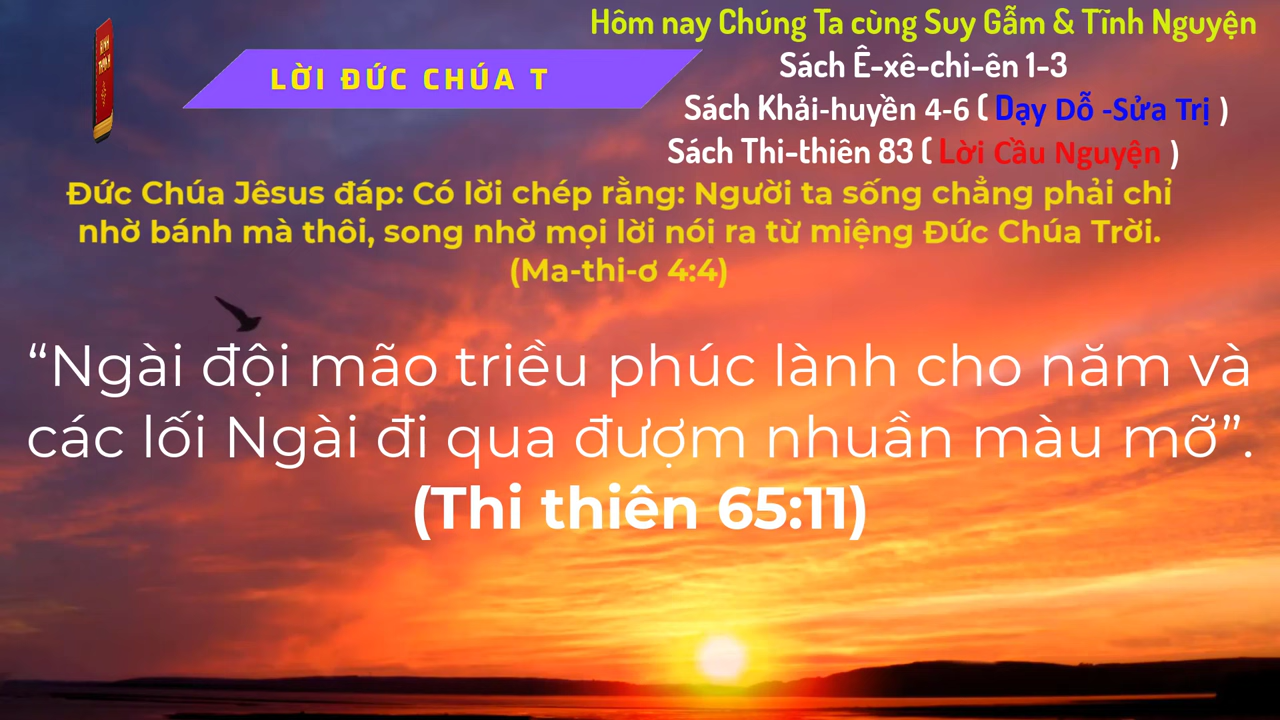 Hôm nay Chúng Ta cùng Suy Gẫm & Tĩnh Nguyện
Sách Ê-xê-chi-ên 1-3
Sách Khải-huyền 4-6 ( Dạy Dỗ -Sửa Trị )
Sách Thi-thiên 83 ( Lời Cầu Nguyện )
LỜI ĐỨC CHÚA T
Đức Chúa Jêsus đáp: Có lời chép rằng: Người ta sống chẳng phải chỉ
nhờ bánh mà thôi, song nhờ mọi lời nói ra từ miệng Đức Chúa Trời.
(Ma-thi-ơ 4:4)
“Ngài đội mão triều phúc lành cho năm và
các lối Ngài đi qua đượm nhuần màu mỡ”.
(Thi thiên 65:11)